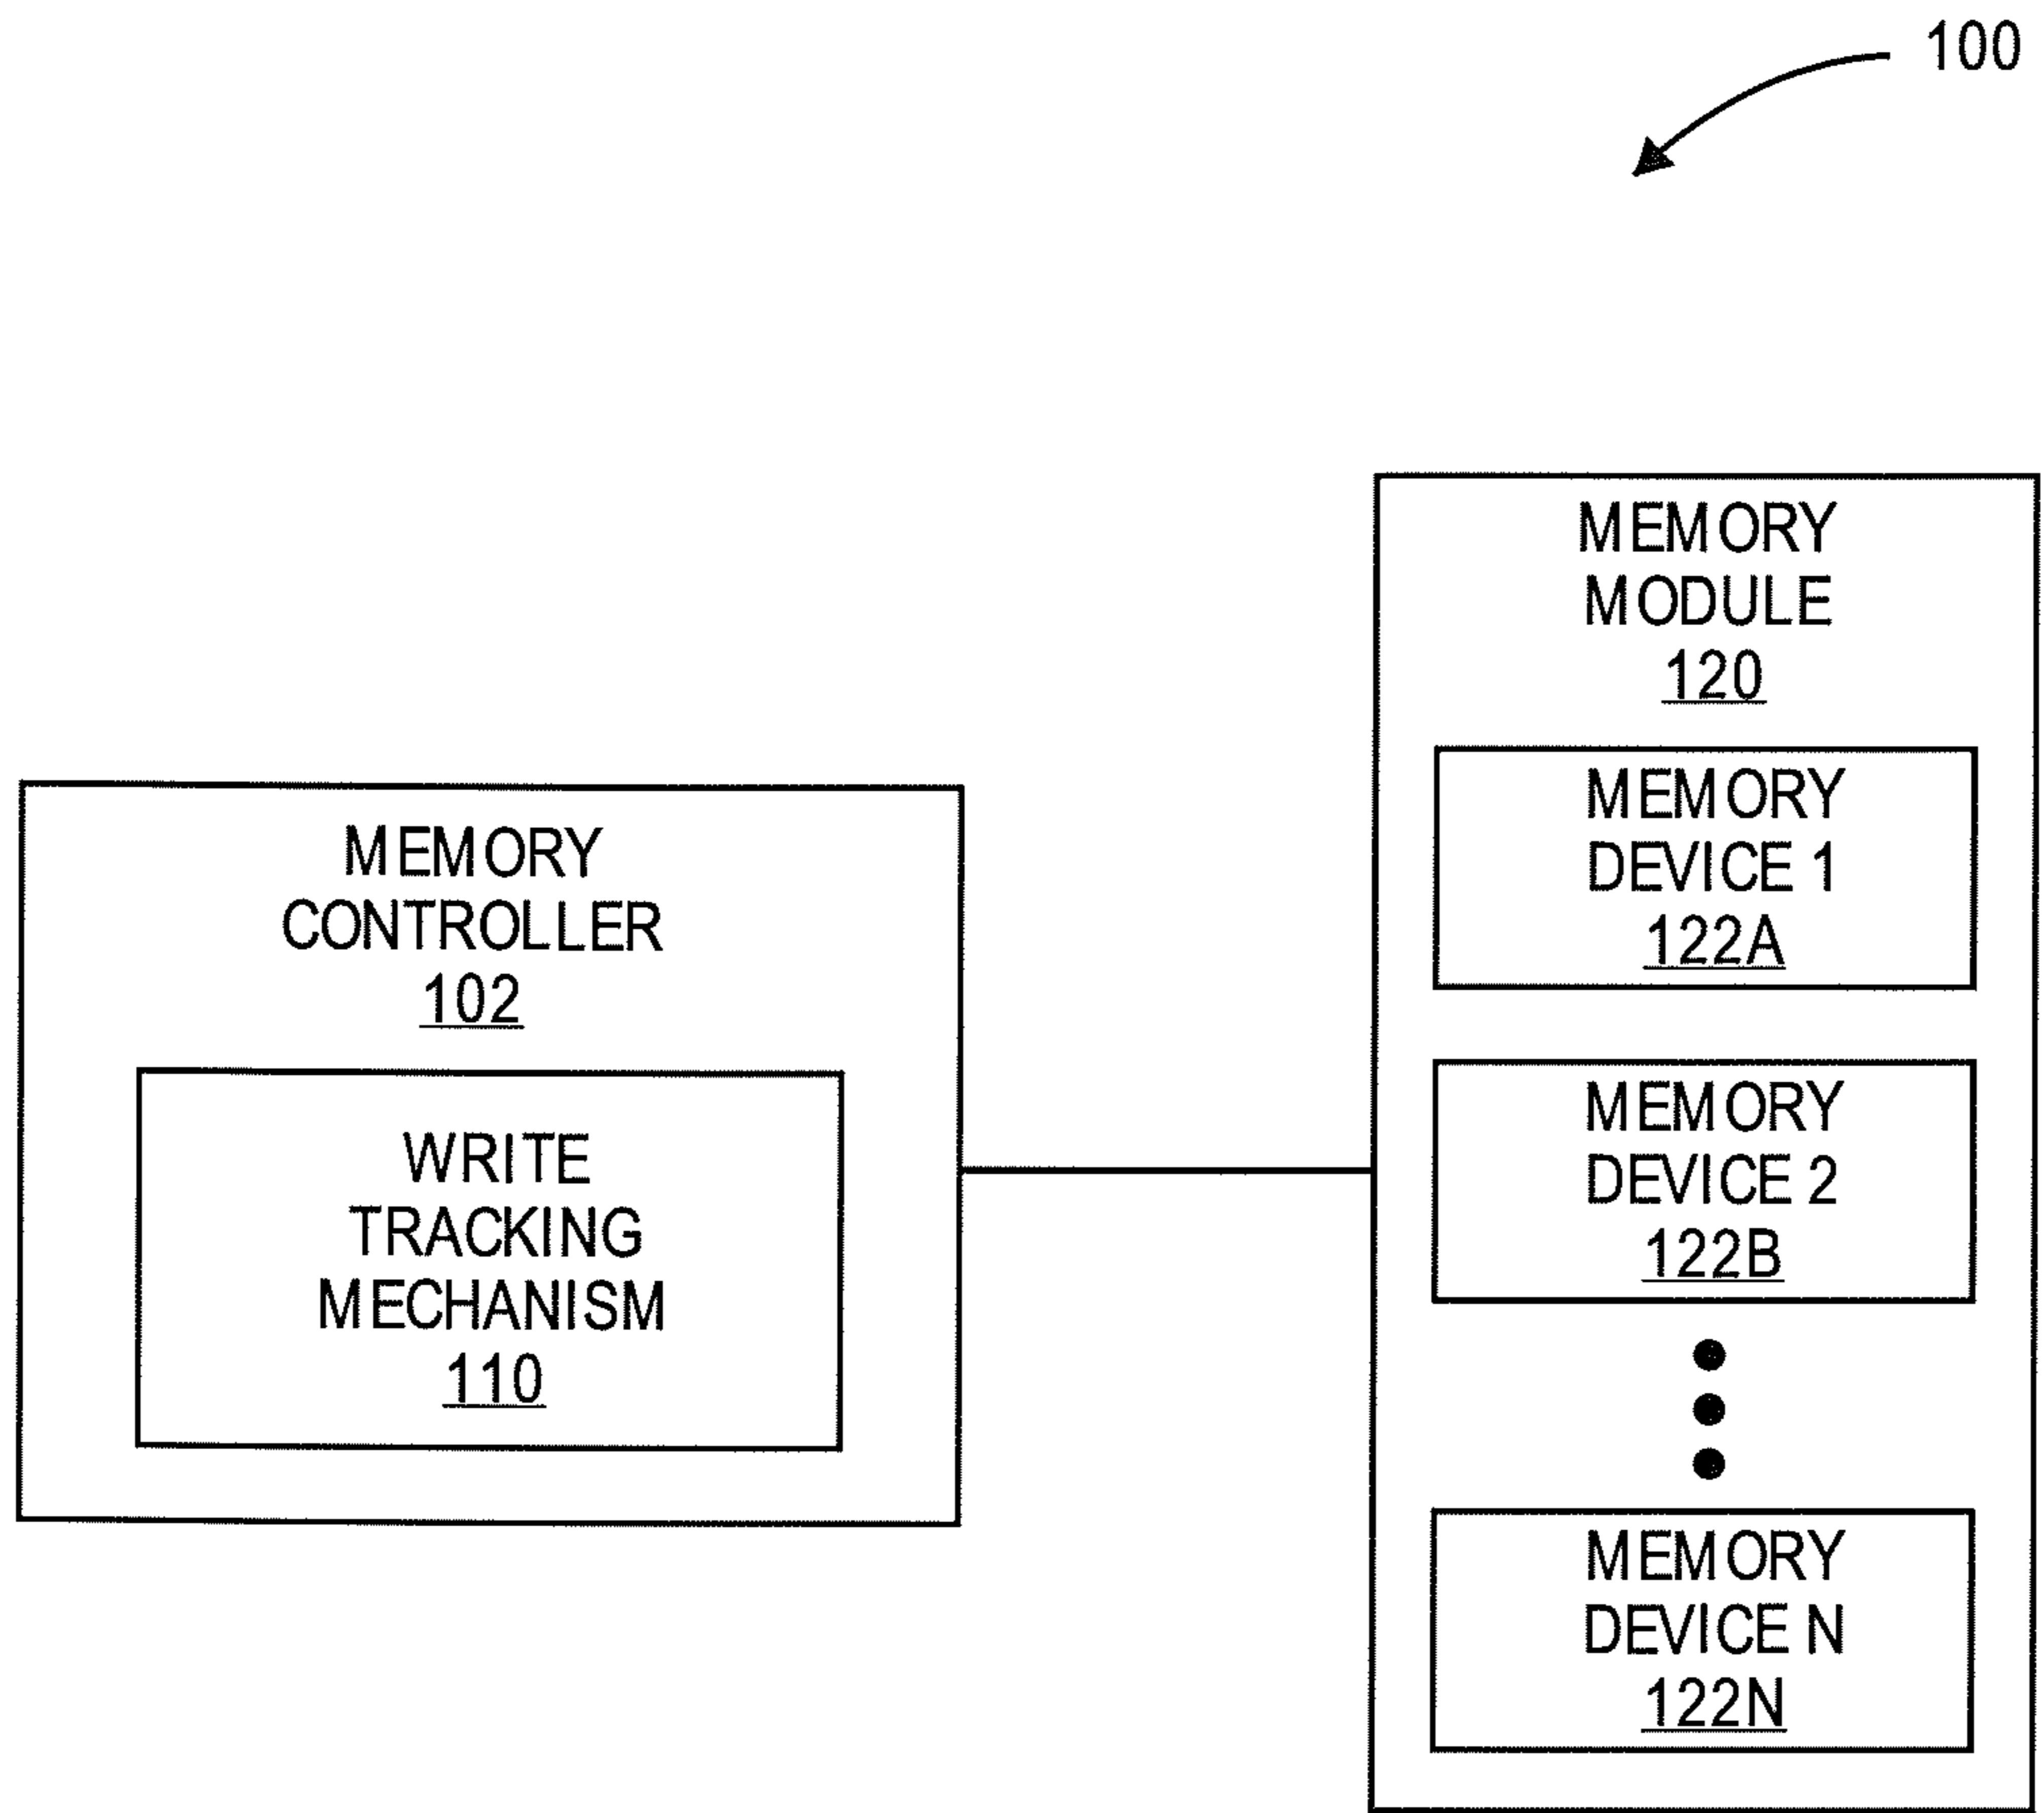 100
MEMORY
MODULE
120
MEMORY
DEVICE 1
122A
MEMORY
DEVICE 2
122B
MEMORY
DEVICE N
122N
MEMORY
CONTROLLER
102
WRITE
TRACKING
MECHANISM
110